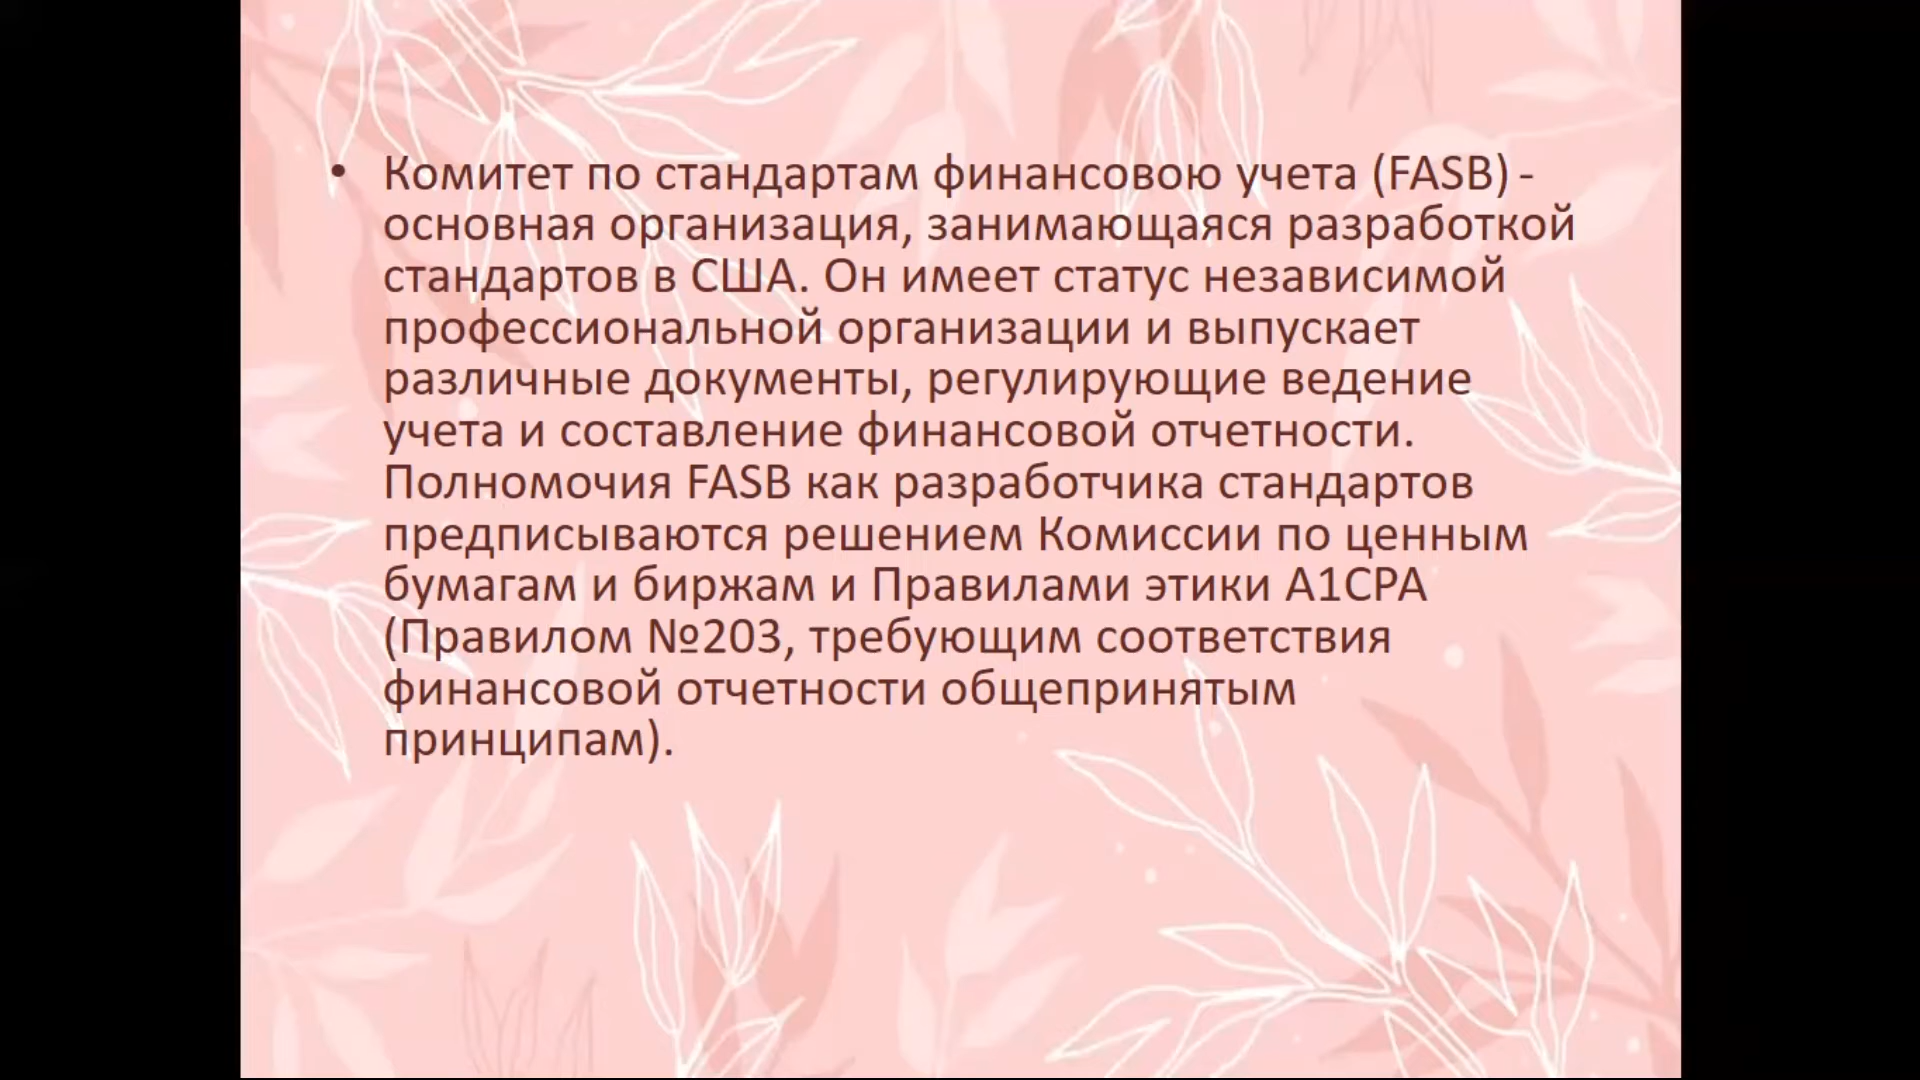 • Комитет по стандартам финансовою учета (FASB) -
основная организация, занимающаяся разработкой
стандартов в США. Он имеет статус независимой
профессиональной организации и выпускает
различные документы, регулирующие ведение
учета и составление финансовой отчетности.
Полномочия FASB как разработчика стандартов
предписываются решением Комиссии по ценным
бумагам и биржам и Правилами этики А1СРА
(Правилом №203, требующим соответствия
финансовой отчетности общепринятым
принципам).